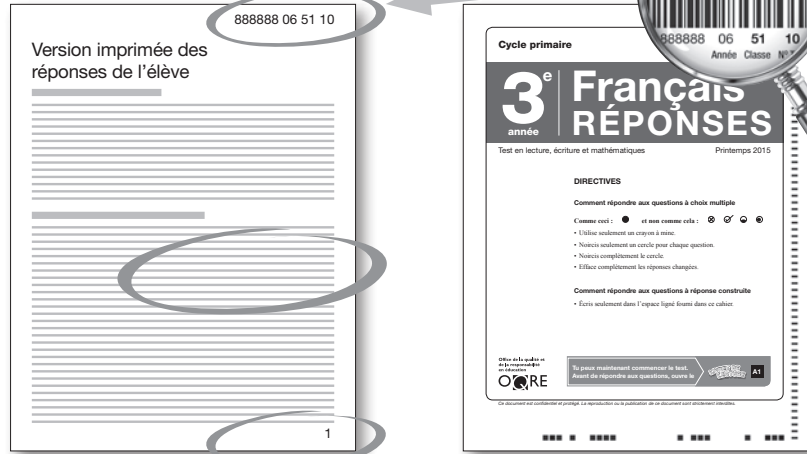 888888 06 51 10
Version imprimée des
réponses de l'élève
1
888888 06 51 10
Année Classe
Cycle primaire
3e
année
Français
RÉPONSES
Test en lecture, écriture et mathématiques
Printemps 2015
DIRECTIVES
Comment répondre aux questions à choix multiple
Comme ceci : et non comme cela :
• Utilise seulement un crayon à mine.
• Noircis seulement un cercle pour chaque question.
• Noircis complètement le cercle.
• Efface complètement les réponses changées.
Comment répondre aux questions à réponse construite
• Écris seulement dans l'espace ligné fourni dans ce cahier.
Office de la qualité et
de la responsabilité
en éducation
OQRE
Tu peux maintenant commencer le test.
Avant de répondre aux questions, ouvre le
A1
Ce document est confidentiel et protégé. La reproduction ou la publication de ce document sont strictement interdites.